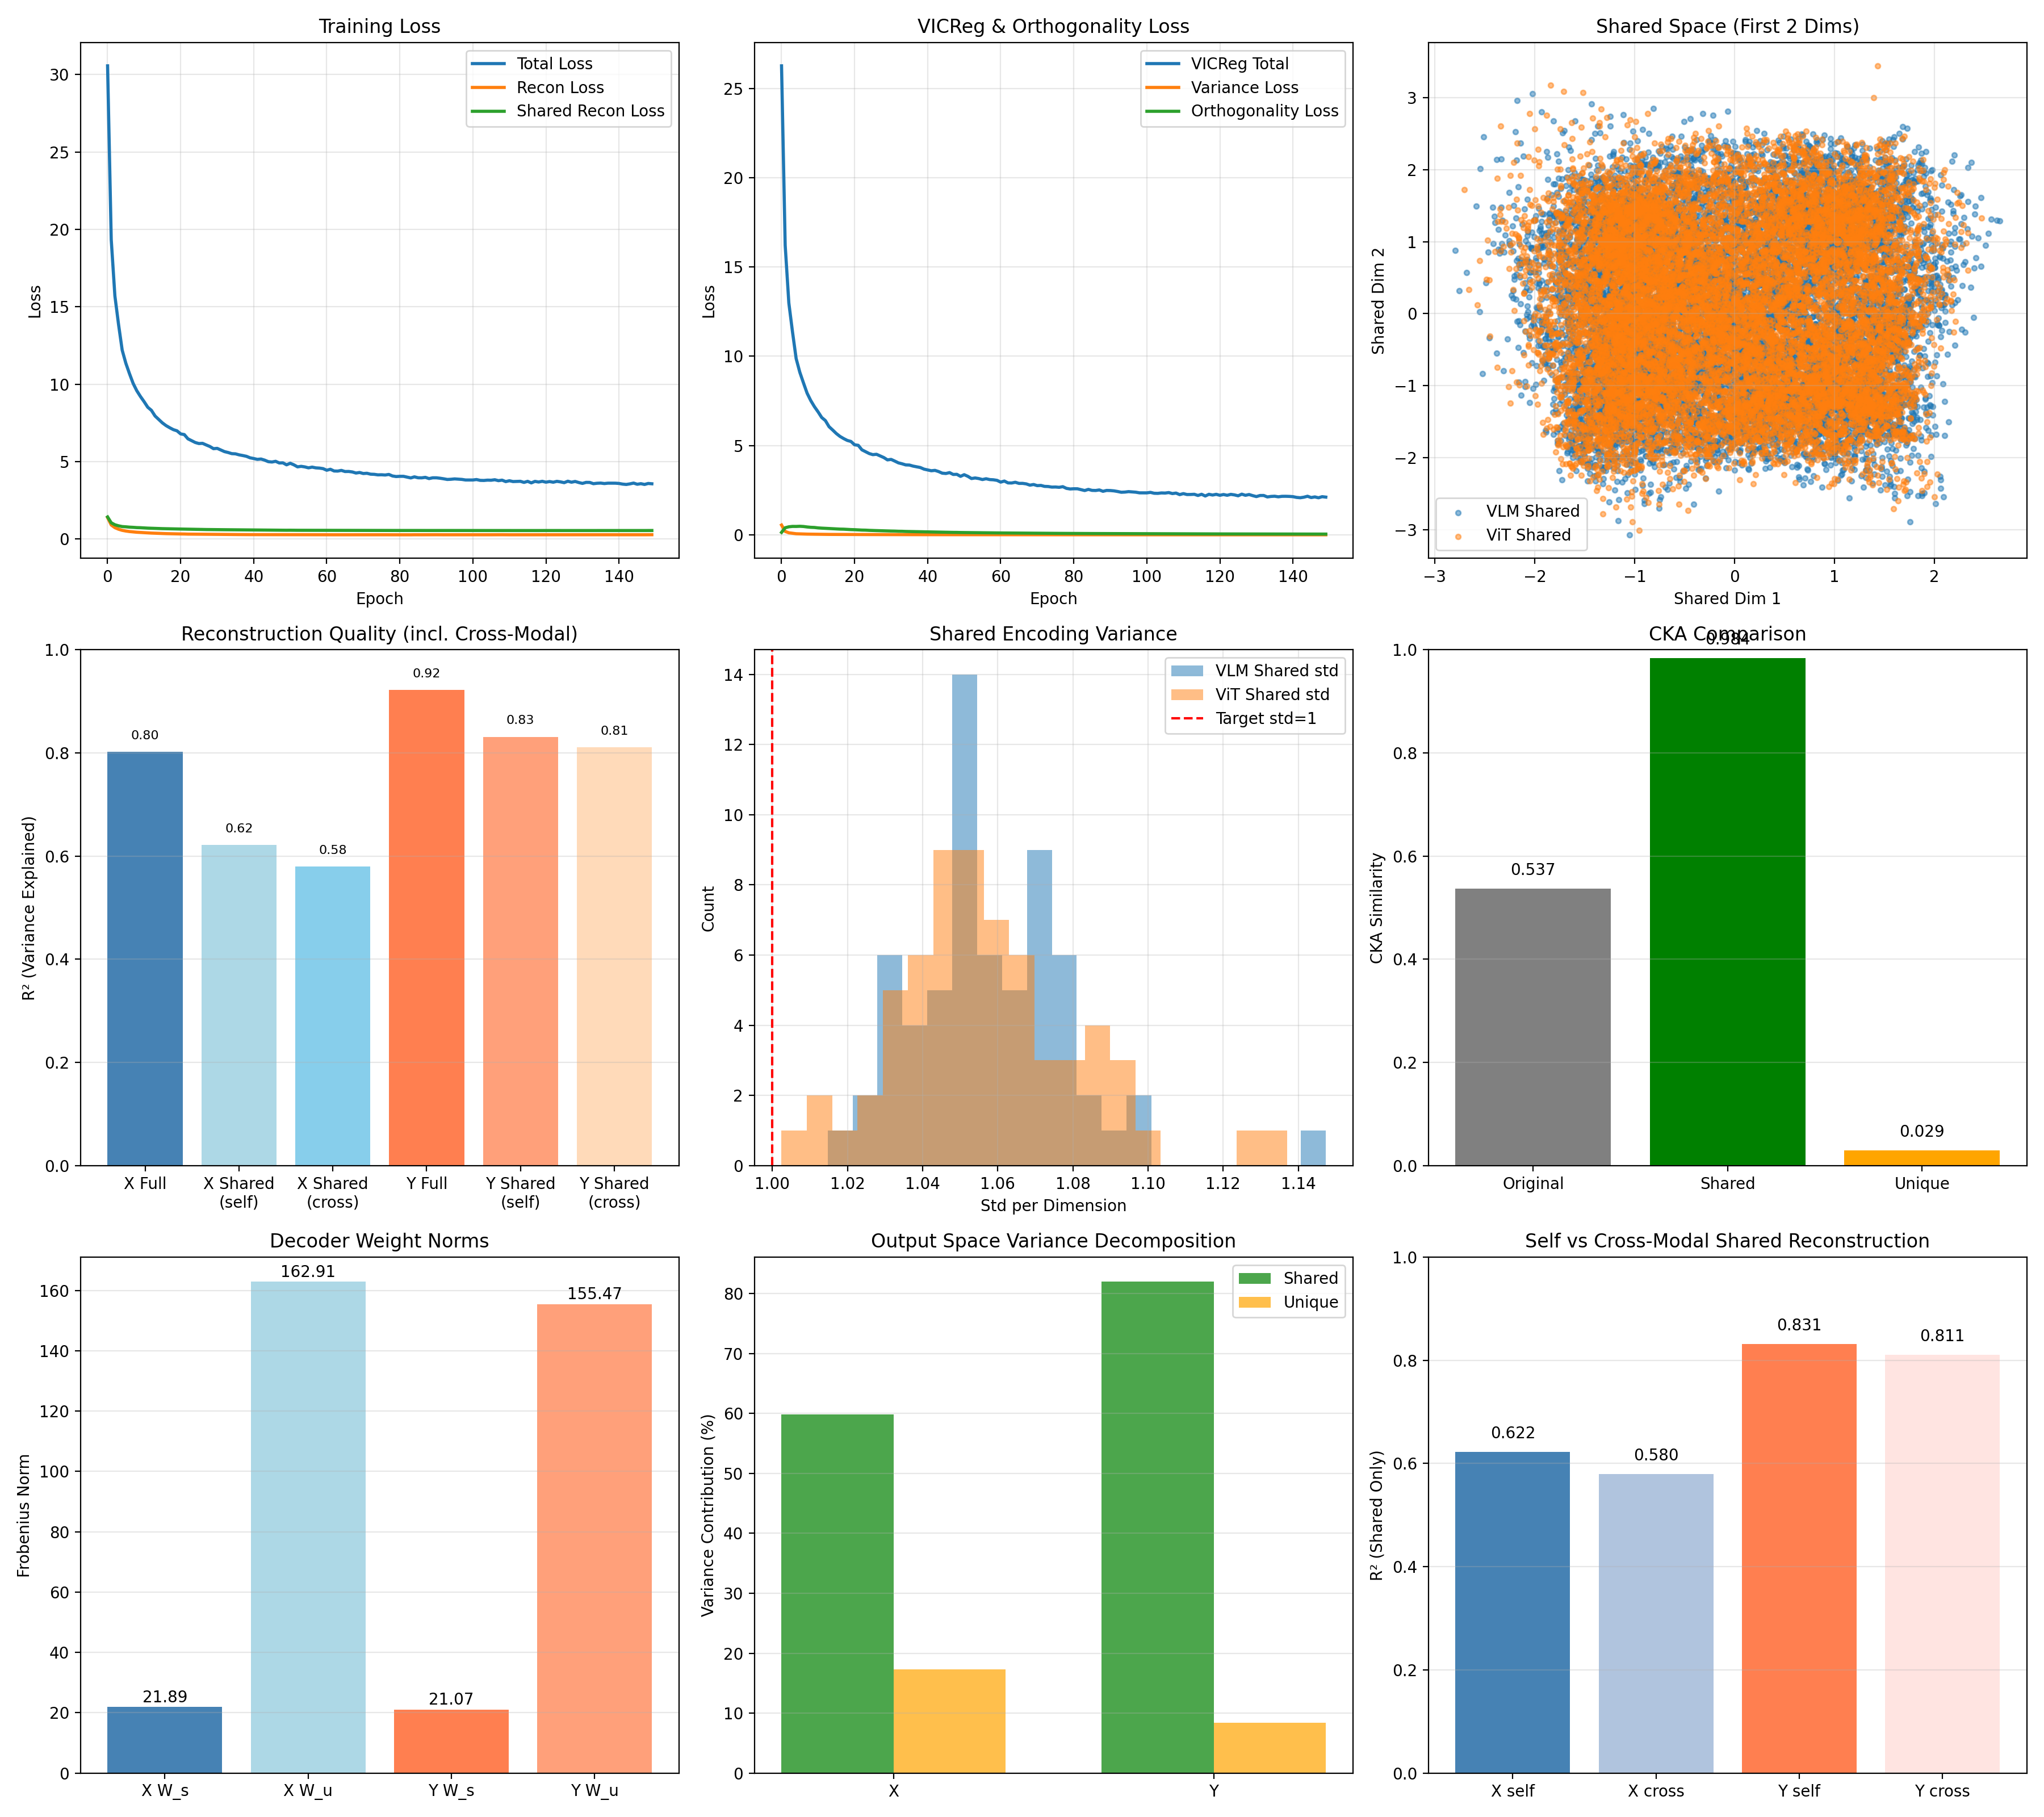 Training Loss
30
25
20
15
10
5
0
Loss
0 20 40 60 80 100 120 140
Epoch
Total Loss
Recon Loss
Shared Recon Loss
VICReg & Orthogonality Loss
25
20
15
10
5
0
Loss
0 20 40 60 80 100 120 140
Epoch
VICReg Total
Variance Loss
Orthogonality Loss
Shared Space (First 2 Dims)
3
2
1
0
−1
−2
−3
Shared Dim 2
−3 −2 −1 0 1 2
Shared Dim 1
VLM Shared
ViT Shared
Reconstruction Quality (incl. Cross-Modal)
1.0
0.8
0.6
0.4
0.2
0.0
R² (Variance Explained)
0.80
0.62
0.58
0.92
0.83
0.81
X Full
X Shared
(self)
X Shared
(cross)
Y Full
Y Shared
(self)
Y Shared
(cross)
Shared Encoding Variance
14
12
10
8
6
4
2
0
Count
1.00 1.02 1.04 1.06 1.08 1.10 1.12 1.14
Std per Dimension
VLM Shared std
ViT Shared std
Target std=1
CKA Comparison
0.984
1.0
0.8
0.6
0.4
0.2
0.0
CKA Similarity
0.537
0.029
Original Shared Unique
Decoder Weight Norms
160
140
120
100
80
60
40
20
0
Frobenius Norm
21.89
162.91
21.07
155.47
X W_s X W_u Y W_s Y W_u
Output Space Variance Decomposition
80
70
60
50
40
30
20
10
0
Variance Contribution (%)
Shared
Unique
X Y
Self vs Cross-Modal Shared Reconstruction
1.0
0.8
0.6
0.4
0.2
0.0
R² (Shared Only)
0.622
0.580
0.831
0.811
X self X cross Y self Y cross